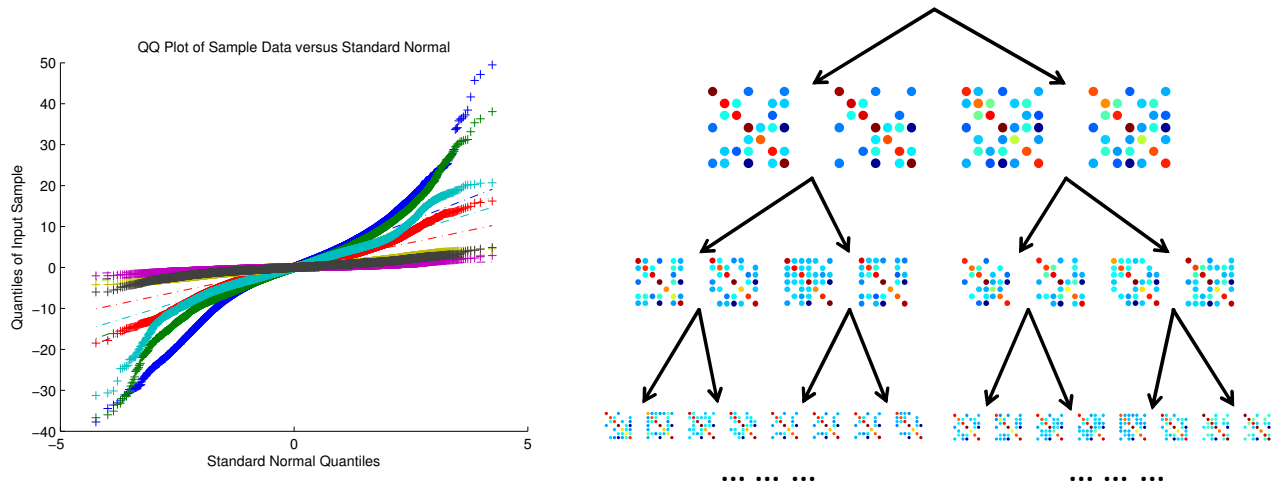 QQ Plot of Sample Data versus Standard Normal
50
40
30
20
10
0
−10
−20
−30
−40
−5
0
5
Quantiles of Input Sample
Standard Normal Quantiles
... ... ...
... ... ...